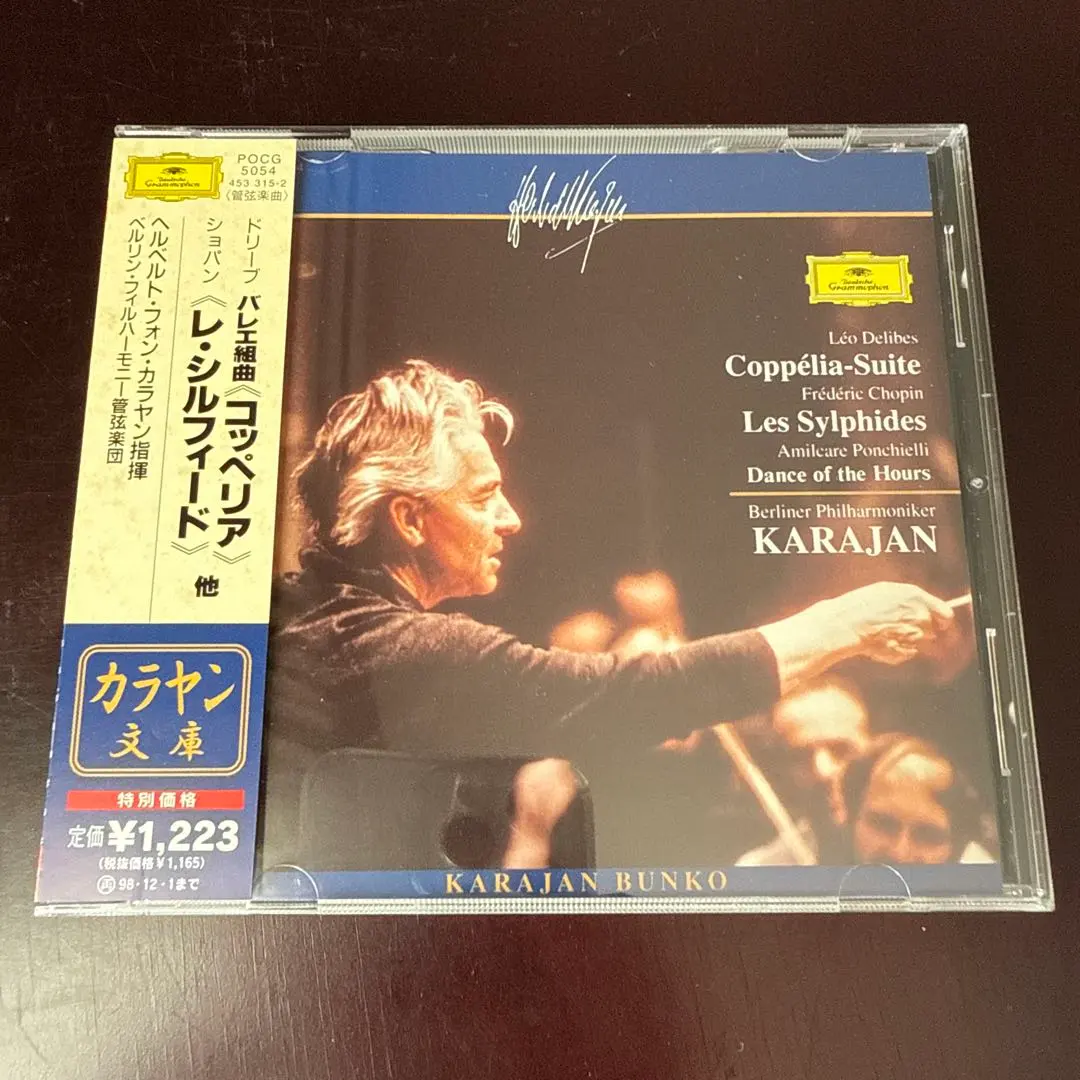 Deutsche
Grammophon
POCG
5054
453 315-2
〈管弦楽曲〉
ドリーブ バレエ組曲《コッペリア》
ショパン 《レ・シルフィード》 他
ヘルベルト・フォン・カラヤン指揮
ベルリン・フィルハーモニー管弦楽団
カラヤン
文庫
特別価格
定価¥1,223
(税抜価格¥1,165)
98・12・1まで
Deutsche
Grammophon
Léo Delibes
Coppélia-Suite
Frédéric Chopin
Les Sylphides
Amilcare Ponchielli
Dance of the Hours
Berliner Philharmoniker
KARAJAN
KARAJAN BUNKO